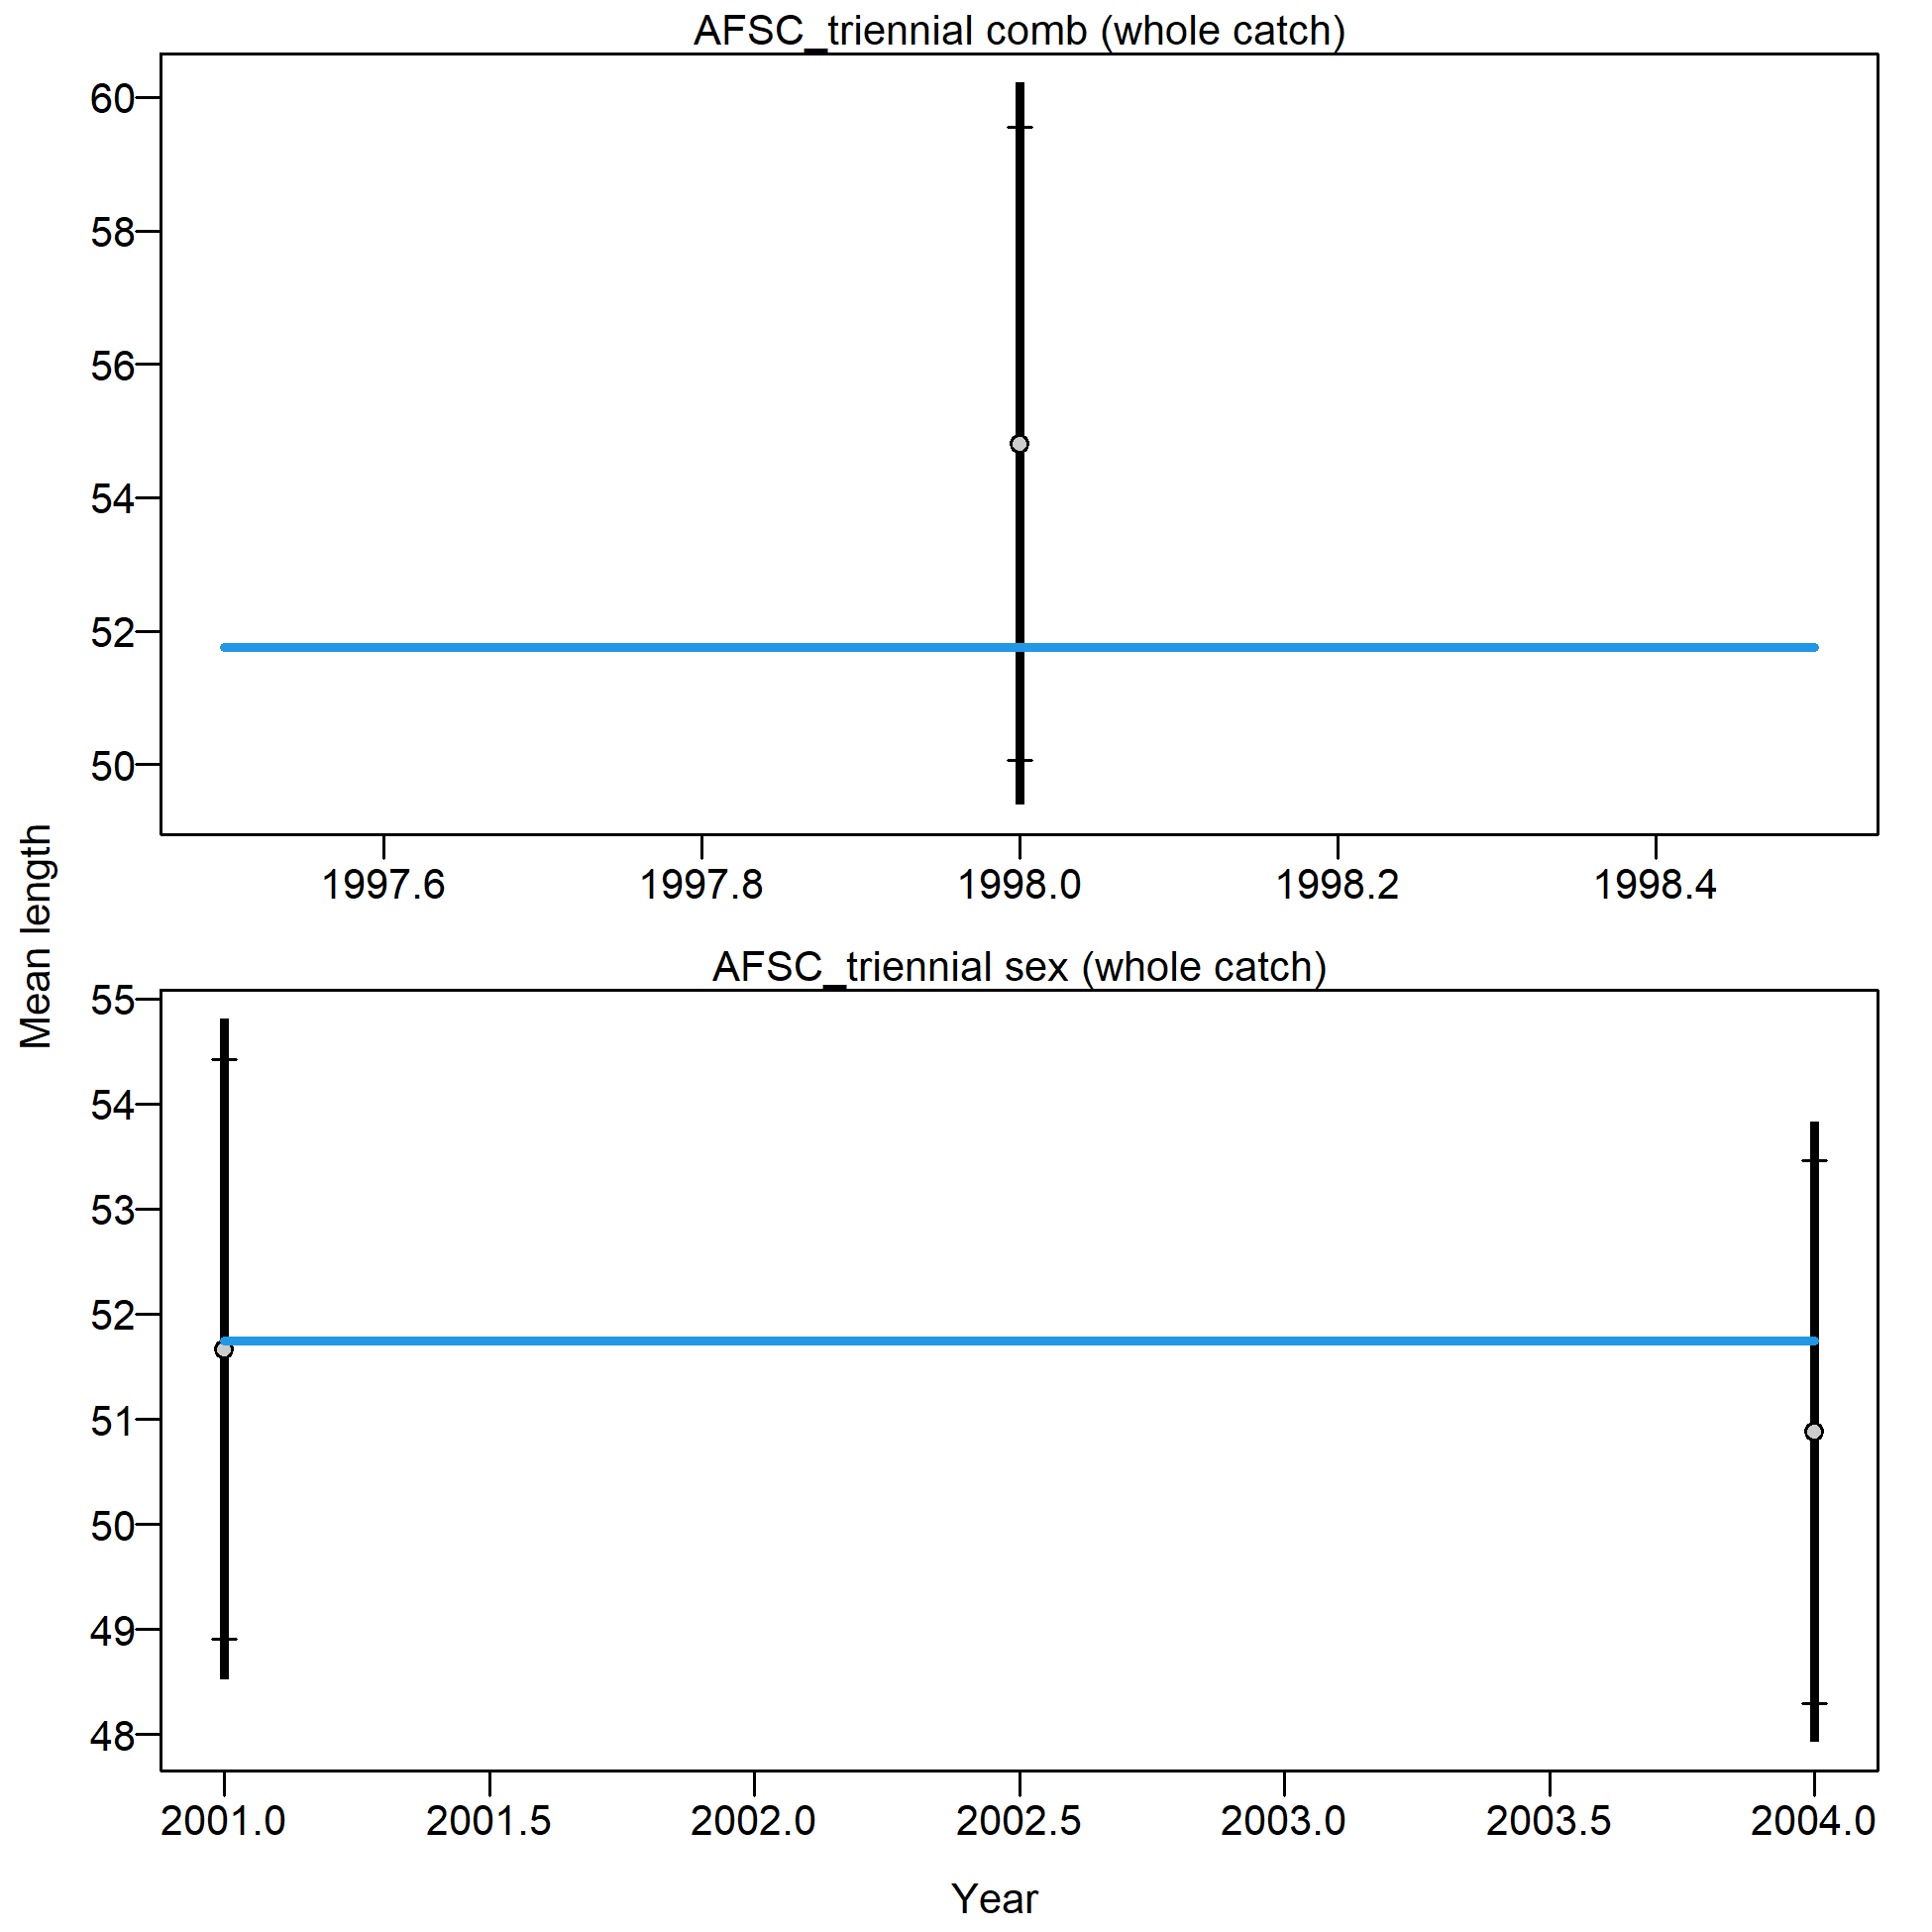 AFSC_triennial comb (whole catch)
60
58
56
54
52
50
1997.6 1997.8 1998.0 1998.2 1998.4
Mean length
AFSC_triennial sex (whole catch)
55
54
53
52
51
50
49
48
2001.0 2001.5 2002.0 2002.5 2003.0 2003.5 2004.0
Year